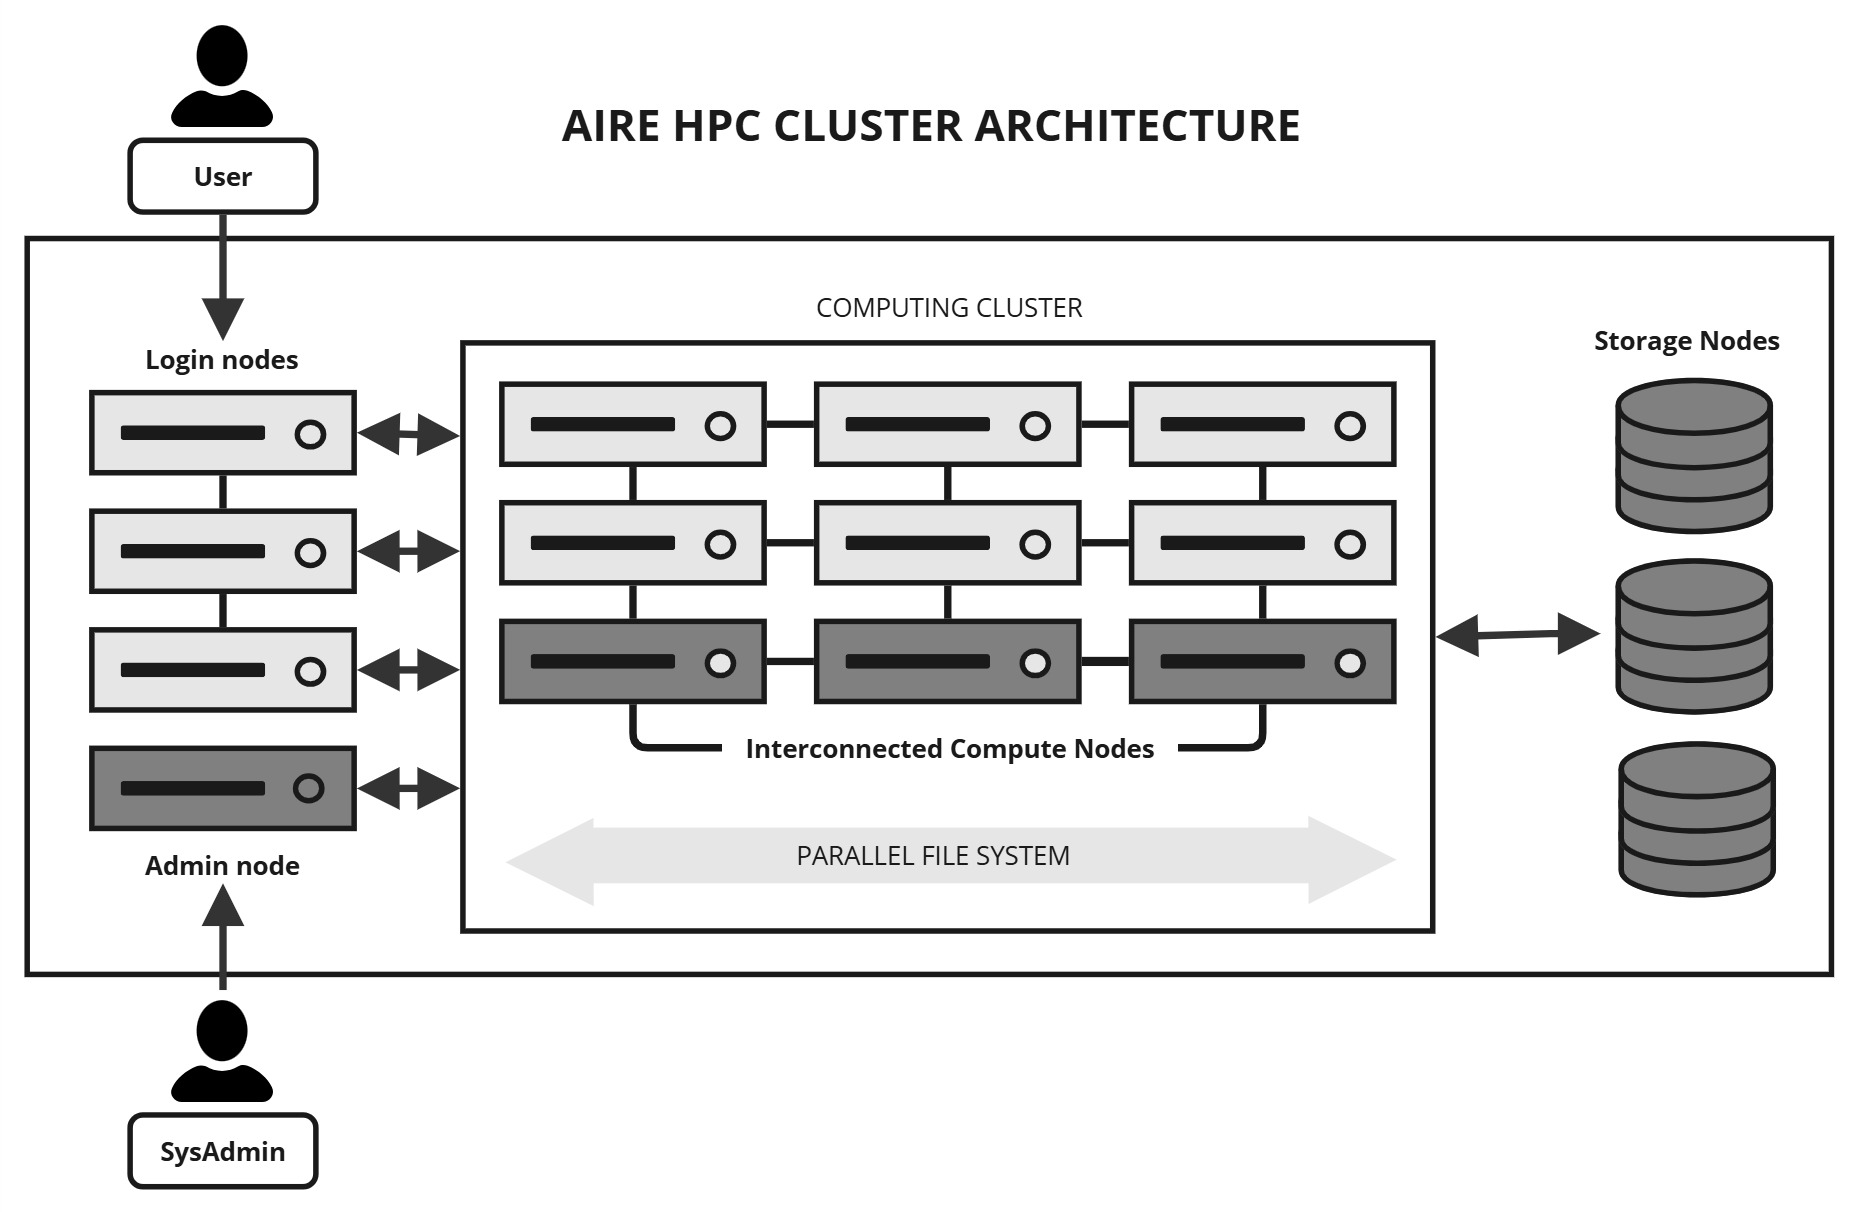 AIRE HPC CLUSTER ARCHITECTURE
User
Login nodes
COMPUTING CLUSTER
Storage Nodes
Interconnected Compute Nodes
PARALLEL FILE SYSTEM
Admin node
SysAdmin